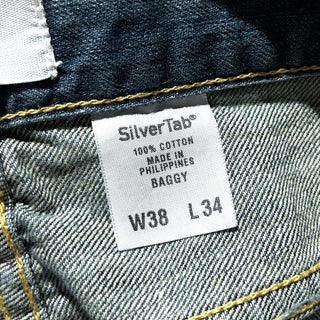 SilverTab®
100% COTTON
MADE IN
PHILIPPINES
BAGGY
W38 L34